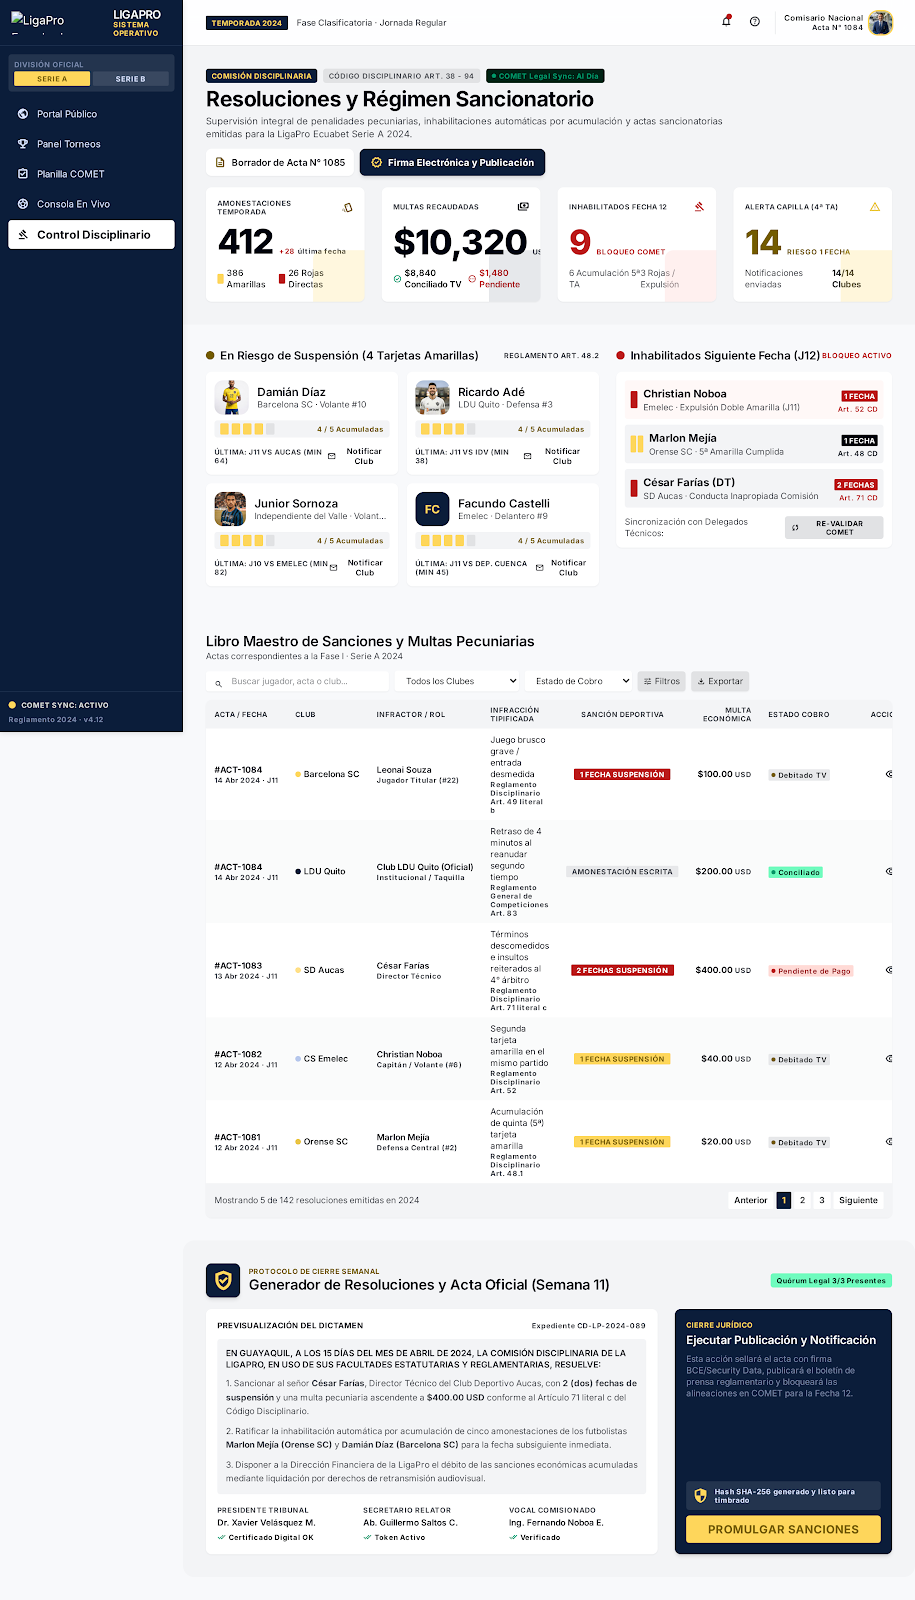 LigaPro
LIGAPRO
SISTEMA
OPERATIVO
DIVISIÓN OFICIAL
SERIE A
SERIE B
Portal Público
Panel Torneos
Planilla COMET
Consola En Vivo
Control Disciplinario
COMET SYNC: ACTIVO
Reglamento 2024 · v4.12
TEMPORADA 2024
Fase Clasificatoria · Jornada Regular
Comisario Nacional
Acta N° 1084
COMISIÓN DISCIPLINARIA
CÓDIGO DISCIPLINARIO ART. 38 - 94
COMET Legal Sync: Al Día
Resoluciones y Régimen Sancionatorio
Supervisión integral de penalidades pecuniarias, inhabilitaciones automáticas por acumulación y actas sancionatorias
emitidas para la LigaPro Ecuabet Serie A 2024.
Borrador de Acta N° 1085
Firma Electrónica y Publicación
AMONESTACIONES
TEMPORADA
412 +28 última fecha
386
Amarillas
26 Rojas
Directas
MULTAS RECAUDADAS
$10,320
$8,840
Conciliado TV
$1,480
Pendiente
INHABILITADOS FECHA 12
9 BLOQUEO COMET
6 Acumulación 5ª
TA
3 Rojas /
Expulsión
ALERTA CAPILLA (4ª TA)
14 RIESGO 1 FECHA
Notificaciones
enviadas
14/14
Clubes
En Riesgo de Suspensión (4 Tarjetas Amarillas)
REGLAMENTO ART. 48.2
Damián Díaz
Barcelona SC · Volante #10
4 / 5 Acumuladas
ÚLTIMA: J11 VS AUCAS (MIN
64)
Notificar
Club
Ricardo Adé
LDU Quito · Defensa #3
4 / 5 Acumuladas
ÚLTIMA: J11 VS IDV (MIN
38)
Notificar
Club
Junior Sornoza
Independiente del Valle · Volant...
4 / 5 Acumuladas
ÚLTIMA: J10 VS EMELEC (MIN
82)
Notificar
Club
FC
Facundo Castelli
Emelec · Delantero #9
4 / 5 Acumuladas
ÚLTIMA: J11 VS DEP. CUENCA
(MIN 45)
Notificar
Club
Inhabilitados Siguiente Fecha (J12)
BLOQUEO ACTIVO
Christian Noboa
Emelec · Expulsión Doble Amarilla (J11)
1 FECHA
Art. 52 CD
Marlon Mejía
Orense SC · 5ª Amarilla Cumplida
1 FECHA
Art. 48 CD
César Farías (DT)
SD Aucas · Conducta Inapropiada Comisión
2 FECHAS
Art. 71 CD
Sincronización con Delegados
Técnicos:
RE-VALIDAR
COMET
Libro Maestro de Sanciones y Multas Pecuniarias
Actas correspondientes a la Fase I · Serie A 2024
Buscar jugador, acta o club...
Todos los Clubes
Estado de Cobro
Filtros
Exportar
ACTA / FECHA
CLUB
INFRACTOR / ROL
INFRACCIÓN
TIPIFICADA
SANCIÓN DEPORTIVA
MULTA
ECONÓMICA
ESTADO COBRO
#ACT-1084
14 Abr 2024 · J11
Barcelona SC
Leonai Souza
Jugador Titular (#22)
Juego brusco
grave /
entrada
desmedida
Reglamento
Disciplinario
Art. 49 literal
b
1 FECHA SUSPENSIÓN
$100.00 USD
Debitado TV
#ACT-1084
14 Abr 2024 · J11
LDU Quito
Club LDU Quito (Oficial)
Institucional / Taquilla
Retraso de 4
minutos al
reanudar
segundo
tiempo
Reglamento
General de
Competiciones
Art. 83
AMONESTACIÓN ESCRITA
$200.00 USD
Conciliado
#ACT-1083
13 Abr 2024 · J11
SD Aucas
César Farías
Director Técnico
Términos
descomedidos
e insultos
reiterados al
4° árbitro
Reglamento
Disciplinario
Art. 71 literal c
2 FECHAS SUSPENSIÓN
$400.00 USD
Pendiente de Pago
#ACT-1082
12 Abr 2024 · J11
CS Emelec
Christian Noboa
Capitán / Volante (#6)
Segunda
tarjeta
amarilla en el
mismo partido
Reglamento
Disciplinario
Art. 52
1 FECHA SUSPENSIÓN
$40.00 USD
Debitado TV
#ACT-1081
12 Abr 2024 · J11
Orense SC
Marlon Mejía
Defensa Central (#2)
Acumulación
de quinta (5ª)
tarjeta
amarilla
Reglamento
Disciplinario
Art. 48.1
1 FECHA SUSPENSIÓN
$20.00 USD
Debitado TV
Mostrando 5 de 142 resoluciones emitidas en 2024
Anterior 1 2 3 Siguiente
PROTOCOLO DE CIERRE SEMANAL
Generador de Resoluciones y Acta Oficial (Semana 11)
Quórum Legal 3/3 Presentes
PREVISUALIZACIÓN DEL DICTAMEN
Expediente CD-LP-2024-089
EN GUAYAQUIL, A LOS 15 DÍAS DEL MES DE ABRIL DE 2024, LA COMISIÓN DISCIPLINARIA DE LA
LIGAPRO, EN USO DE SUS FACULTADES ESTATUTARIAS Y REGLAMENTARIAS, RESUELVE:
1. Sancionar al señor César Farías, Director Técnico del Club Deportivo Aucas, con 2 (dos) fechas de
suspensión y una multa pecuniaria ascendente a $400.00 USD conforme al Artículo 71 literal c del
Código Disciplinario.
2. Ratificar la inhabilitación automática por acumulación de cinco amonestaciones de los futbolistas
Marlon Mejía (Orense SC) y Damián Díaz (Barcelona SC) para la fecha subsiguiente inmediata.
3. Disponer a la Dirección Financiera de la LigaPro el débito de las sanciones económicas acumuladas
mediante liquidación por derechos de retransmisión audiovisual.
PRESIDENTE TRIBUNAL
Dr. Xavier Velásquez M.
Certificado Digital OK
SECRETARIO RELATOR
Ab. Guillermo Saltos C.
Token Activo
VOCAL COMISIONADO
Ing. Fernando Noboa E.
Verificado
CIERRE JURÍDICO
Ejecutar Publicación y Notificación
Esta acción sellará el acta con firma
BCE/Security Data, publicará el boletín de
prensa reglamentario y bloqueará las
alineaciones en COMET para la Fecha 12.
Hash SHA-256 generado y listo para
timbrado
PROMULGAR SANCIONES